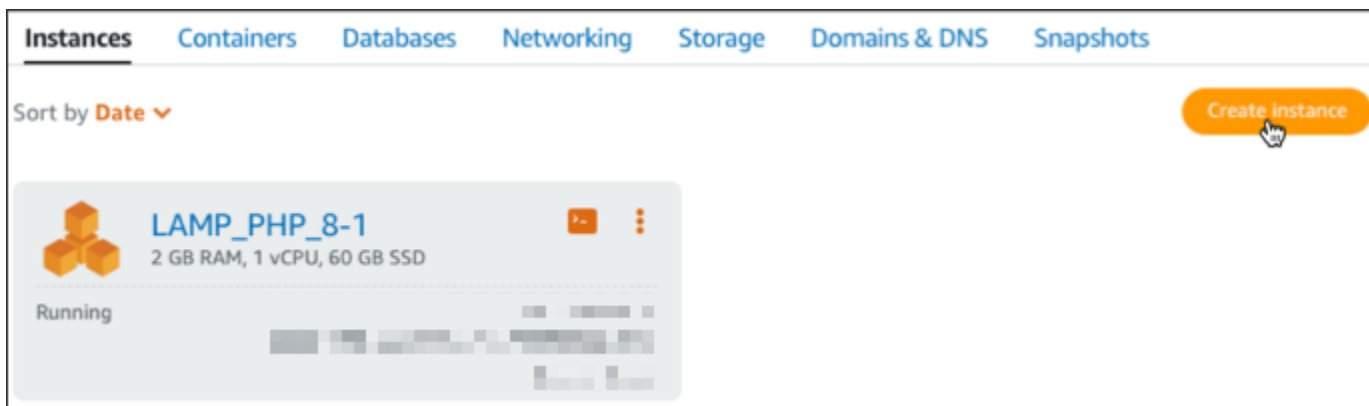 Instances Containers Databases Networking Storage Domains & DNS Snapshots
Sort by Date
Create instance
LAMP_PHP_8-1
2 GB RAM, 1 vCPU, 60 GB SSD
Running